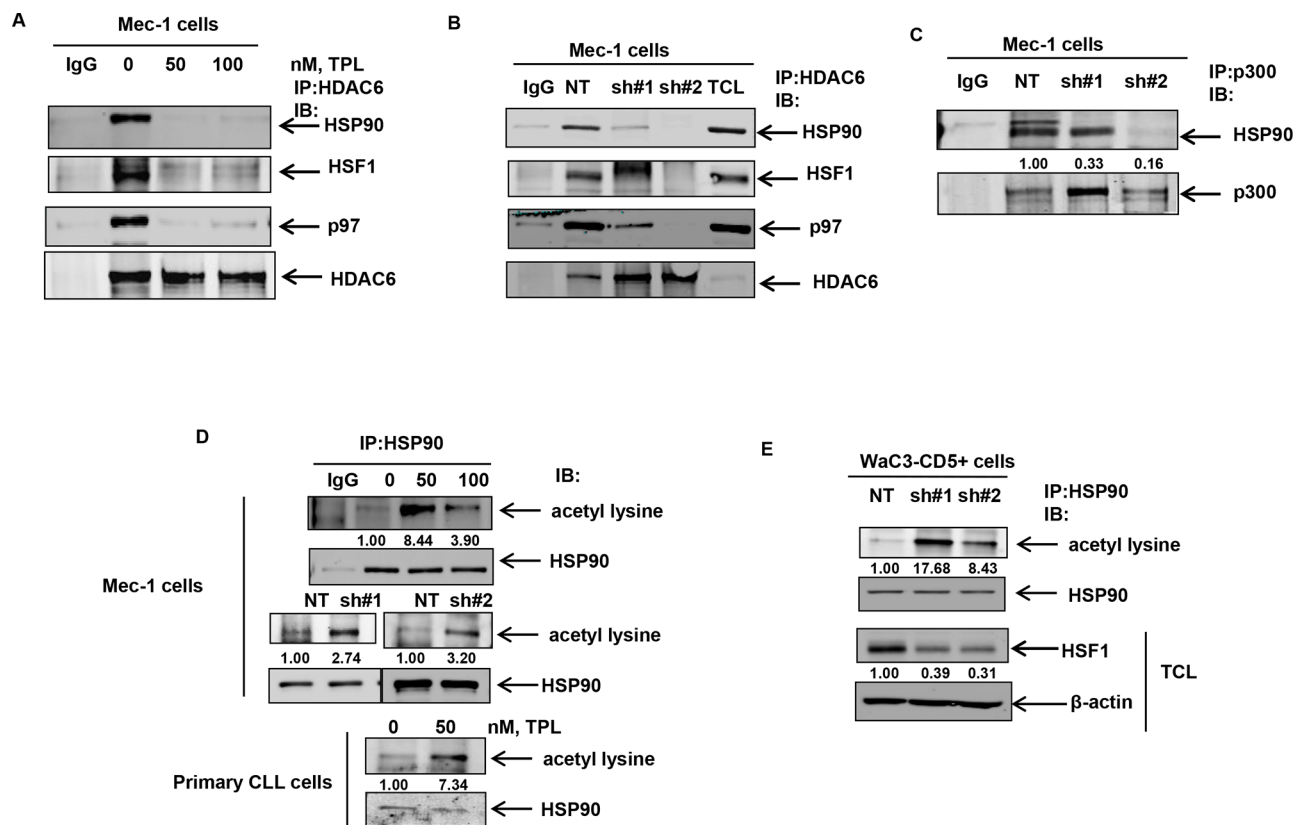 A
Mec-1 cells
IgG 0 50 100 nM, TPL
IP:HDAC6
IB:
HSP90
HSF1
p97
HDAC6
B
Mec-1 cells
IgG NT sh#1 sh#2 TCL
IP:HDAC6
IB:
HSP90
HSF1
p97
HDAC6
C
Mec-1 cells
IgG NT sh#1 sh#2
IP:p300
IB:
HSP90
1.00 0.33 0.16
p300
D
IP:HSP90
IgG 0 50 100 IB:
acetyl lysine
1.00 8.44 3.90
HSP90
Mec-1 cells
NT sh#1 NT sh#2
acetyl lysine
1.00 2.74 1.00 3.20
HSP90
0 50 nM, TPL
acetyl lysine
Primary CLL cells
1.00 7.34
HSP90
E
WaC3-CD5+ cells
NT sh#1 sh#2
IP:HSP90
IB:
acetyl lysine
1.00 17.68 8.43
HSP90
HSF1
1.00 0.39 0.31
TCL
β-actin